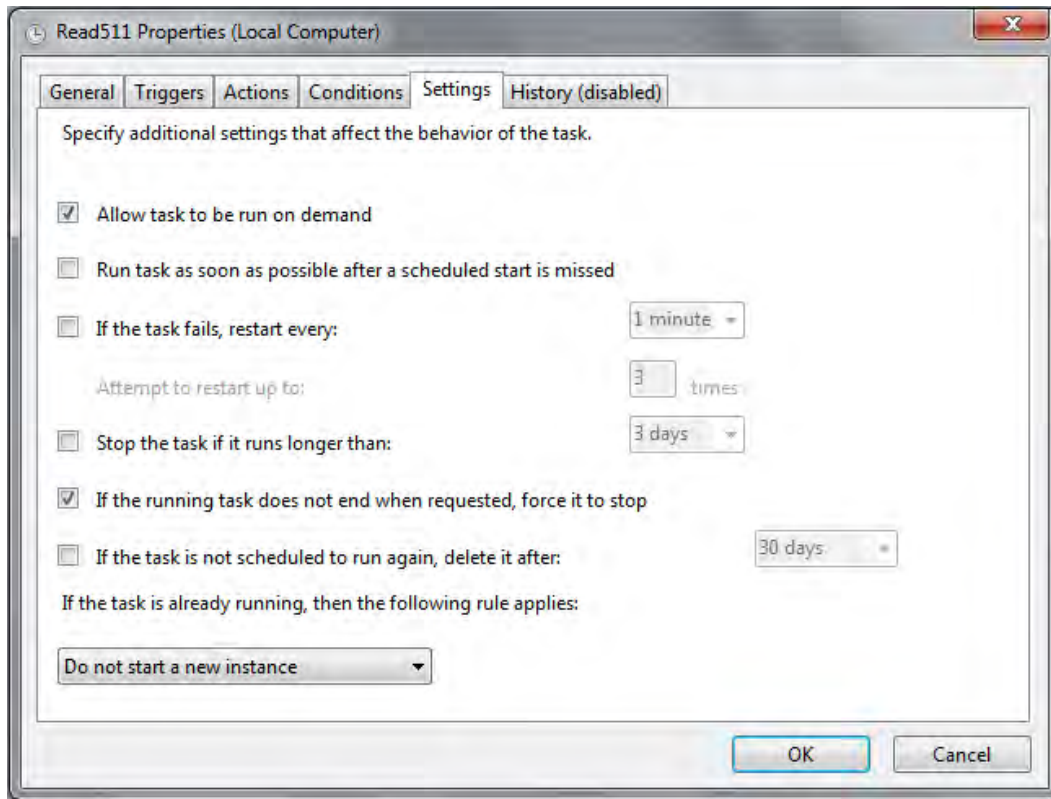 Read511 Properties (Local Computer)
General Triggers Actions Conditions Settings History (disabled)
Specify additional settings that affect the behavior of the task.
Allow task to be run on demand
Run task as soon as possible after a scheduled start is missed
If the task fails, restart every: 1 minute
Attempt to restart up to: 3 times
Stop the task if it runs longer than: 3 days
If the running task does not end when requested, force it to stop
If the task is not scheduled to run again, delete it after: 30 days
If the task is already running, then the following rule applies:
Do not start a new instance
OK Cancel